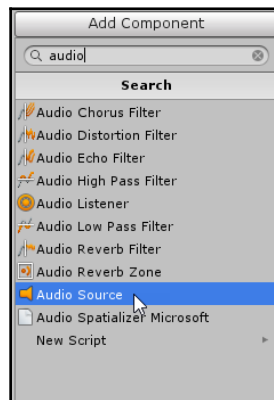 Add Component
audio
Search
Audio Chorus Filter
Audio Distortion Filter
Audio Echo Filter
Audio High Pass Filter
Audio Listener
Audio Low Pass Filter
Audio Reverb Filter
Audio Reverb Zone
Audio Source
Audio Spatializer Microsoft
New Script